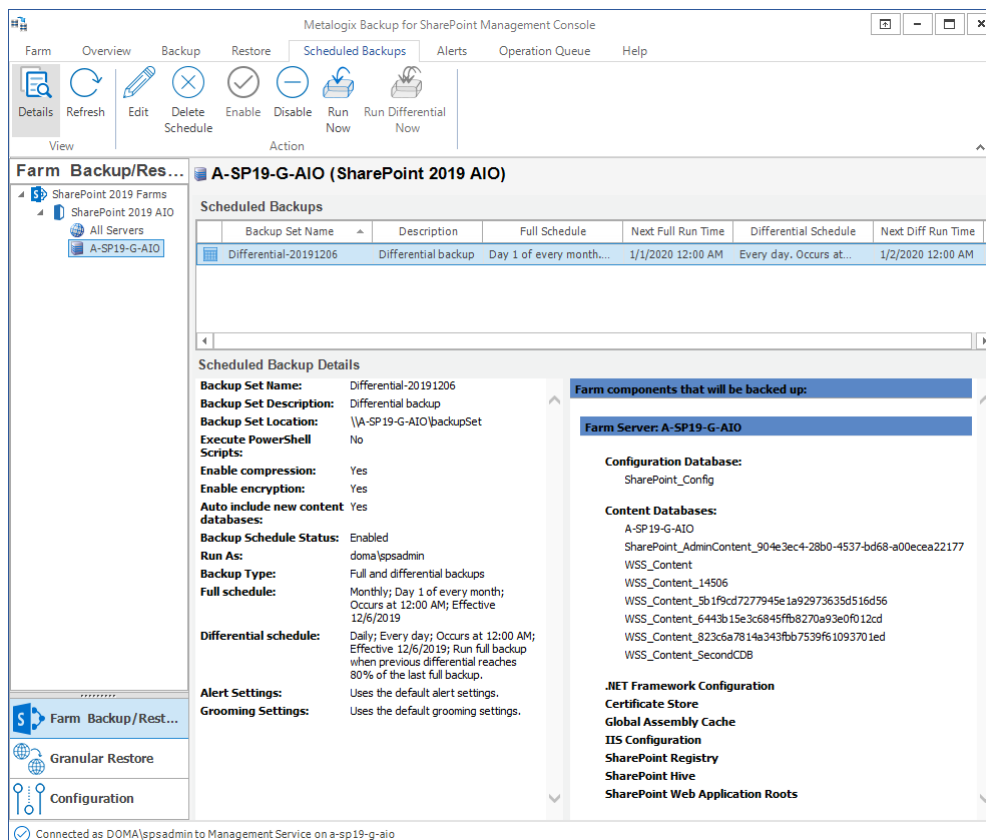 Metalogix Backup for SharePoint Management Console
Farm Overview Backup Restore Scheduled Backups Alerts Operation Queue Help
Details Refresh Edit Delete Schedule Enable Disable Run Now Run Differential Now
View Action
Farm Backup/Res...
SharePoint 2019 Farms
SharePoint 2019 AIO
All Servers
A-SP19-G-AIO
A-SP19-G-AIO (SharePoint 2019 AIO)
Scheduled Backups
Backup Set Name Description Full Schedule Next Full Run Time Differential Schedule Next Diff Run Time
Differential-20191206 Differential backup Day 1 of every month.... 1/1/2020 12:00 AM Every day. Occurs at... 1/2/2020 12:00 AM
Scheduled Backup Details
Backup Set Name: Differential-20191206
Backup Set Description: Differential backup
Backup Set Location: \\A-SP19-G-AIO\backupSet
Execute PowerShell Scripts: No
Enable compression: Yes
Enable encryption: Yes
Auto include new content databases: Yes
Backup Schedule Status: Enabled
Run As: doma\spsadmin
Backup Type: Full and differential backups
Full schedule: Monthly; Day 1 of every month;
Occurs at 12:00 AM; Effective
12/6/2019
Differential schedule: Daily; Every day; Occurs at 12:00 AM;
Effective 12/6/2019; Run full backup
when previous differential reaches
80% of the last full backup.
Alert Settings: Uses the default alert settings.
Grooming Settings: Uses the default grooming settings.
Farm components that will be backed up:
Farm Server: A-SP19-G-AIO
Configuration Database:
SharePoint_Config
Content Databases:
A-SP19-G-AIO
SharePoint_AdminContent_904e3ec4-28b0-4537-bd68-a00ecea22177
WSS_Content
WSS_Content_14506
WSS_Content_5b1f9cd7277945e1a92973635d516d56
WSS_Content_6443b15e3c6845ffb8270a93e0f012cd
WSS_Content_823c6a7814a343fbb7539f61093701ed
WSS_Content_SecondCDB
.NET Framework Configuration
Certificate Store
Global Assembly Cache
IIS Configuration
SharePoint Registry
SharePoint Hive
SharePoint Web Application Roots
Farm Backup/Rest...
Granular Restore
Configuration
Connected as DOMA\spsadmin to Management Service on a-sp19-g-aio